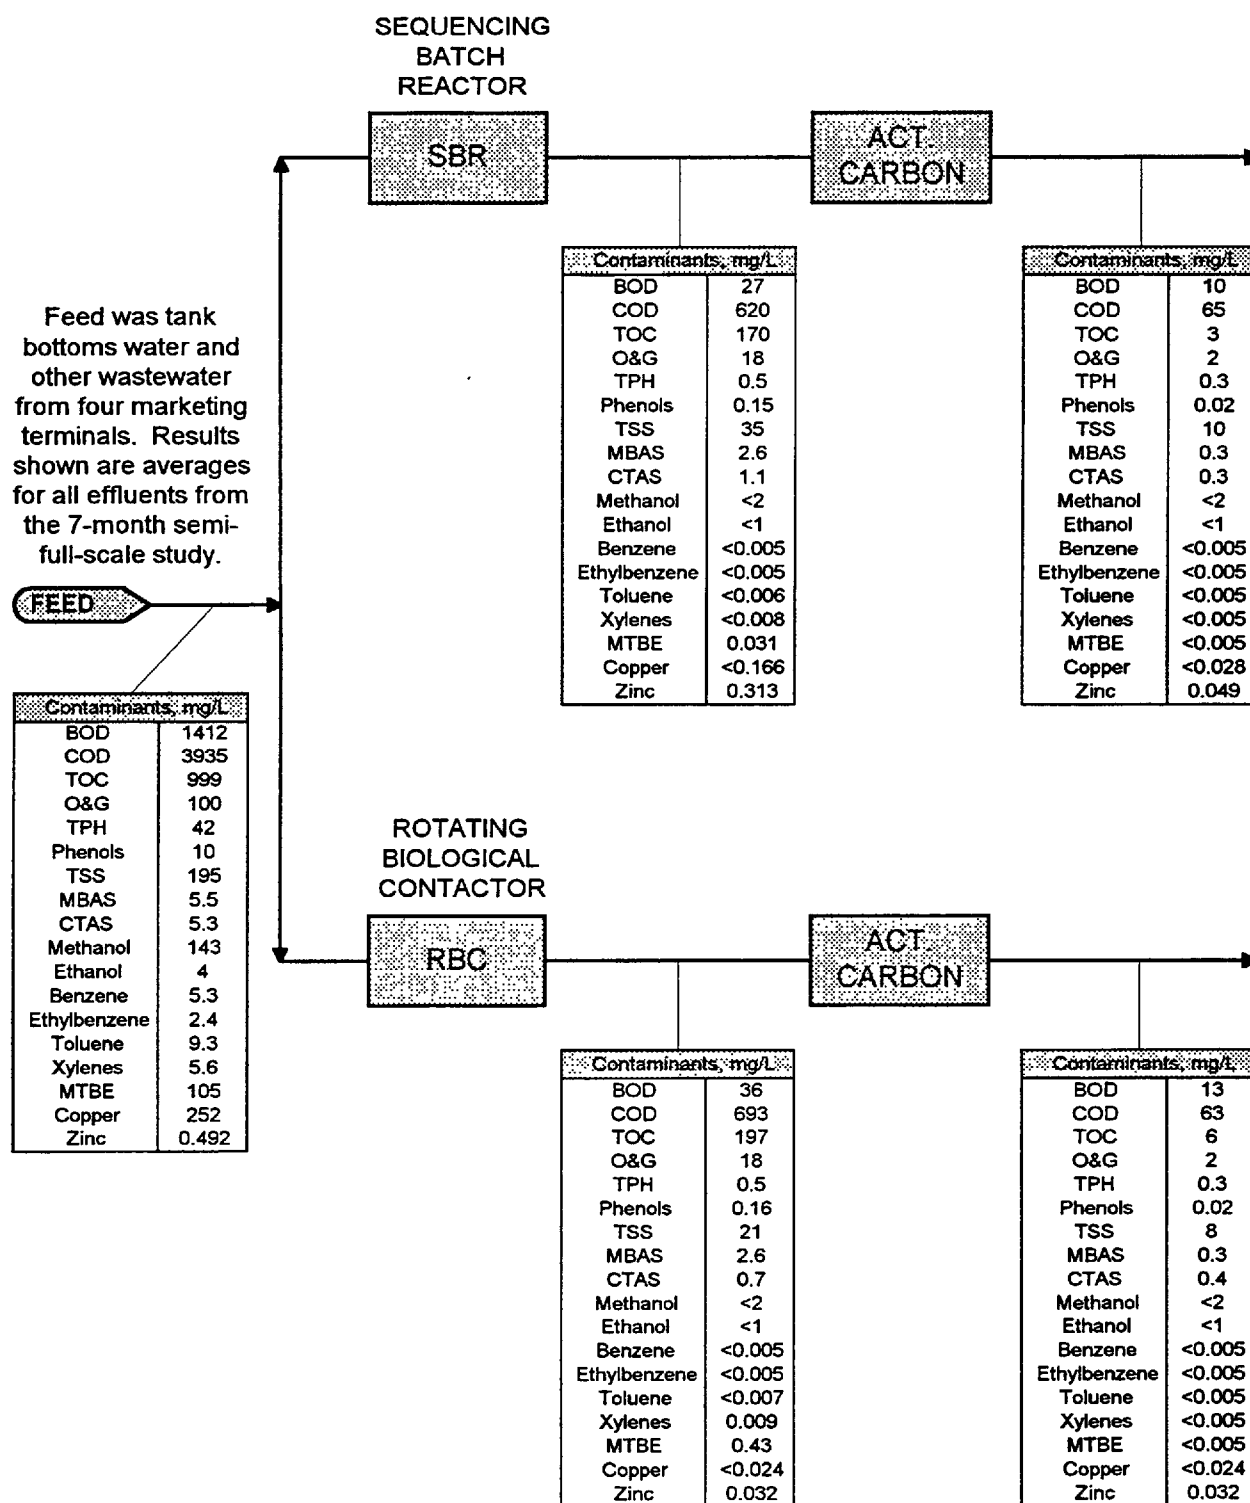 SEQUENCING
BATCH
REACTOR
SBR
ACT.
CARBON
Contaminants, mg/L
BOD 27
COD 620
TOC 170
O&G 18
TPH 0.5
Phenols 0.15
TSS 35
MBAS 2.6
CTAS 1.1
Methanol <2
Ethanol <1
Benzene <0.005
Ethylbenzene <0.005
Toluene <0.006
Xylenes <0.008
MTBE 0.031
Copper <0.166
Zinc 0.313
Contaminants, mg/L
BOD 10
COD 65
TOC 3
O&G 2
TPH 0.3
Phenols 0.02
TSS 10
MBAS 0.3
CTAS 0.3
Methanol <2
Ethanol <1
Benzene <0.005
Ethylbenzene <0.005
Toluene <0.005
Xylenes <0.005
MTBE <0.005
Copper <0.028
Zinc 0.049
Feed was tank
bottoms water and
other wastewater
from four marketing
terminals. Results
shown are averages
for all effluents from
the 7-month semi-
full-scale study.
FEED
Contaminants, mg/L
BOD 1412
COD 3935
TOC 999
O&G 100
TPH 42
Phenols 10
TSS 195
MBAS 5.5
CTAS 5.3
Methanol 143
Ethanol 4
Benzene 5.3
Ethylbenzene 2.4
Toluene 9.3
Xylenes 5.6
MTBE 105
Copper 252
Zinc 0.492
ROTATING
BIOLOGICAL
CONTACTOR
RBC
ACT.
CARBON
Contaminants, mg/L
BOD 36
COD 693
TOC 197
O&G 18
TPH 0.5
Phenols 0.16
TSS 21
MBAS 2.6
CTAS 0.7
Methanol <2
Ethanol <1
Benzene <0.005
Ethylbenzene <0.005
Toluene <0.007
Xylenes 0.009
MTBE 0.43
Copper <0.024
Zinc 0.032
Contaminants, mg/L
BOD 13
COD 63
TOC 6
O&G 2
TPH 0.3
Phenols 0.02
TSS 8
MBAS 0.3
CTAS 0.4
Methanol <2
Ethanol <1
Benzene <0.005
Ethylbenzene <0.005
Toluene <0.005
Xylenes <0.005
MTBE <0.005
Copper <0.024
Zinc 0.032